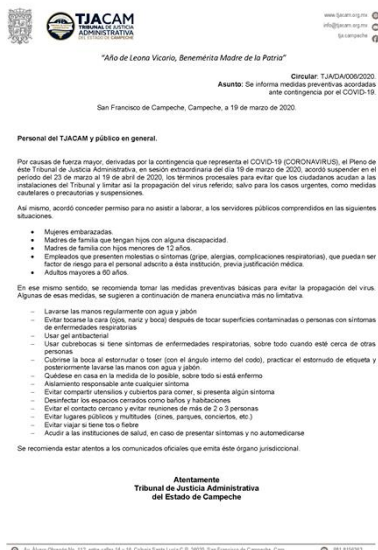 TJACAM
TRIBUNAL DE JUSTICIA
ADMINISTRATIVA
DEL ESTADO DE CAMPECHE
www.tjacam.org.mx
info@tjacam.org.mx
tja campeche
"Año de Leona Vicario, Benemérita Madre de la Patria"
Circular: TJA/DA/006/2020.
Asunto: Se informa medidas preventivas acordadas
ante contingencia por el COVID-19.
San Francisco de Campeche, Campeche, a 19 de marzo de 2020.
Personal del TJACAM y público en general.
Por causas de fuerza mayor, derivadas por la contingencia que representa el COVID-19 (CORONAVIRUS), el Pleno de
éste Tribunal de Justicia Administrativa, en sesión extraordinaria del día 19 de marzo de 2020, acordó suspender en el
período del 23 de marzo al 19 de abril de 2020, los términos procesales para evitar que los ciudadanos acudan a las
instalaciones del Tribunal y limitar así la propagación del virus referido; salvo para los casos urgentes, como medidas
cautelares o precautorias y suspensiones.
Así mismo, acordó conceder permiso para no asistir a laborar, a los servidores públicos comprendidos en las siguientes
situaciones.
• Mujeres embarazadas.
• Madres de familia que tengan hijos con alguna discapacidad.
• Madres de familia con hijos menores de 12 años.
• Empleados que presenten molestias o síntomas (gripe, alergias, complicaciones respiratorias), que puedan ser
factor de riesgo para el personal adscrito a ésta institución, previa justificación médica.
• Adultos mayores a 60 años.
En ese mismo sentido, se recomienda tomar las medidas preventivas básicas para evitar la propagación del virus.
Algunas de esas medidas, se sugieren a continuación de manera enunciativa más no limitativa.
– Lavarse las manos regularmente con agua y jabón
– Evitar tocarse la cara (ojos, nariz y boca) después de tocar superficies contaminadas o personas con síntomas
de enfermedades respiratorias
– Usar gel antibacterial
– Usar cubrebocas si tiene síntomas de enfermedades respiratorias, sobre todo cuando esté cerca de otras
personas
– Cubrirse la boca al estornudar o toser (con el ángulo interno del codo), practicar el estornudo de etiqueta y
posteriormente lavarse las manos con agua y jabón.
– Quédese en casa en la medida de lo posible, sobre todo si está enfermo
– Aislamiento responsable ante cualquier síntoma
– Evitar compartir utensilios y cubiertos para comer, si presenta algún síntoma
– Desinfectar los espacios cerrados como baños y habitaciones
– Evitar el contacto cercano y evitar reuniones de más de 2 o 3 personas
– Evitar lugares públicos y multitudes (cines, parques, conciertos, etc.)
– Evitar viajar si tiene tos o fiebre
– Acudir a las instituciones de salud, en caso de presentar síntomas y no automedicarse
Se recomienda estar atentos a los comunicados oficiales que emita éste órgano jurisdiccional.
Atentamente
Tribunal de Justicia Administrativa
del Estado de Campeche